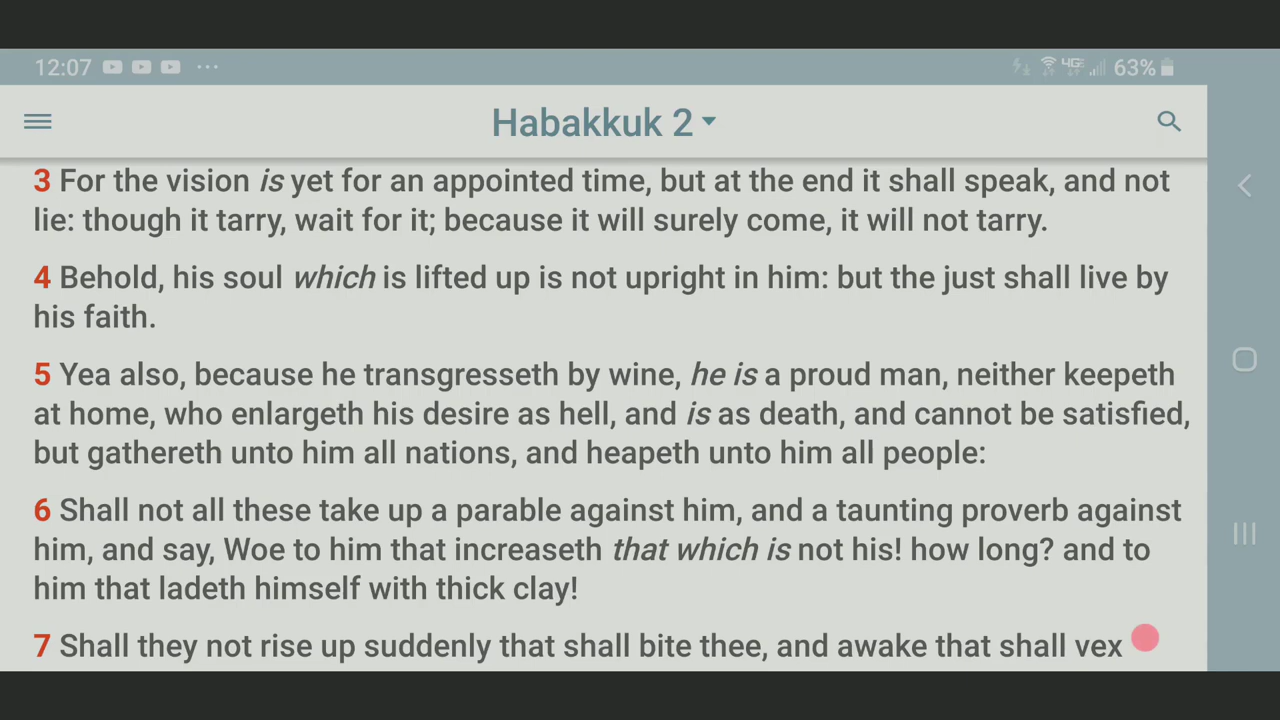 12:07 ... 4G 63%
Habakkuk 2
3 For the vision is yet for an appointed time, but at the end it shall speak, and not
lie: though it tarry, wait for it; because it will surely come, it will not tarry.
4 Behold, his soul which is lifted up is not upright in him: but the just shall live by
his faith.
5 Yea also, because he transgresseth by wine, he is a proud man, neither keepeth
at home, who enlargeth his desire as hell, and is as death, and cannot be satisfied,
but gathereth unto him all nations, and heapeth unto him all people:
6 Shall not all these take up a parable against him, and a taunting proverb against
him, and say, Woe to him that increaseth that which is not his! how long? and to
him that ladeth himself with thick clay!
7 Shall they not rise up suddenly that shall bite thee, and awake that shall vex